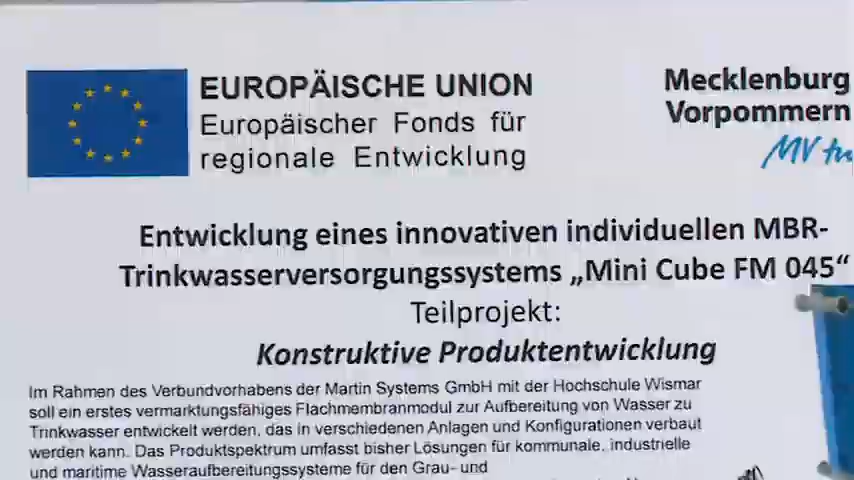 EUROPÄISCHE UNION
Europäischer Fonds für
regionale Entwicklung
Mecklenburg
Vorpommern
MV tu
Entwicklung eines innovativen individuellen MBR-
Trinkwasserversorgungssystems „Mini Cube FM 045“
Teilprojekt:
Konstruktive Produktentwicklung
Im Rahmen des Verbundvorhabens der Martin Systems GmbH mit der Hochschule Wismar
soll ein erstes vermarktungsfähiges Flachmembranmodul zur Aufbereitung von Wasser zu
Trinkwasser entwickelt werden, das in verschiedenen Anlagen und Konfigurationen verbaut
werden kann. Das Produktspektrum umfasst bisher Lösungen für kommunale, industrielle
und maritime Wasseraufbereitungssysteme für den Grau- und